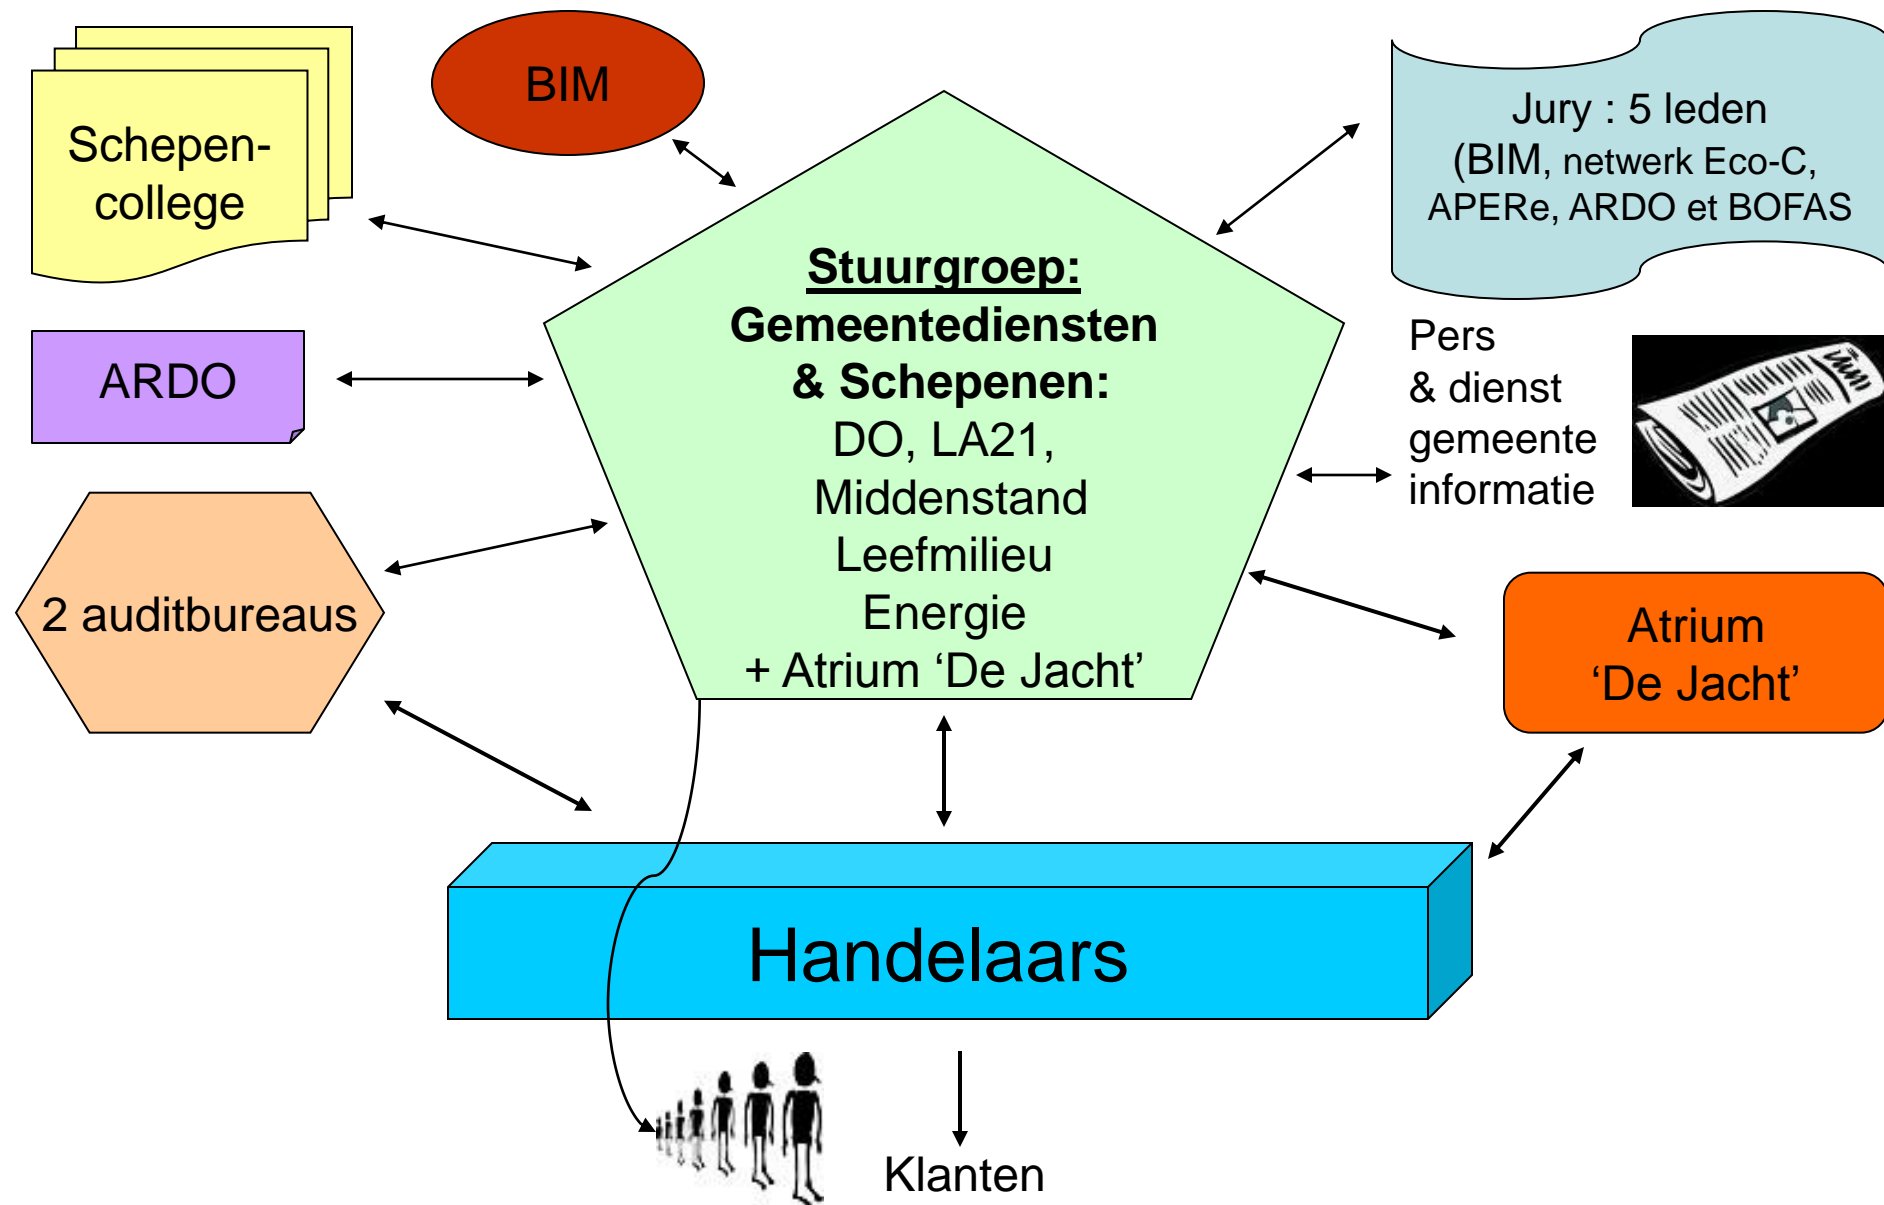 Schepen-
college
BIM
Jury : 5 leden
(BIM, netwerk Eco-C,
APERe, ARDO et BOFAS
Stuurgroep:
Gemeentediensten
& Schepenen:
DO, LA21,
Middenstand
Leefmilieu
Energie
+ Atrium ‘De Jacht’
ARDO
Pers
& dienst
gemeente
informatie
2 auditbureaus
Atrium
‘De Jacht’
Handelaars
Klanten